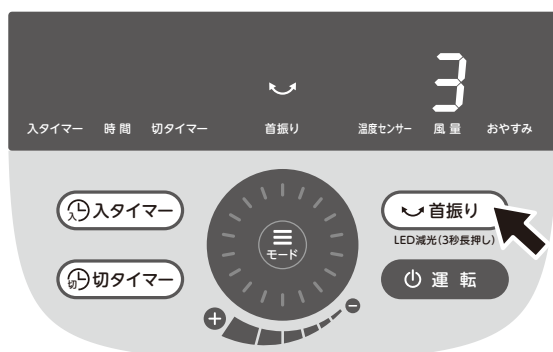 3
入タイマー 時間 切タイマー 首振り 温度センサー 風量 おやすみ
入タイマー 首振り
LED減光(3秒長押し)
モード
切タイマー 運転